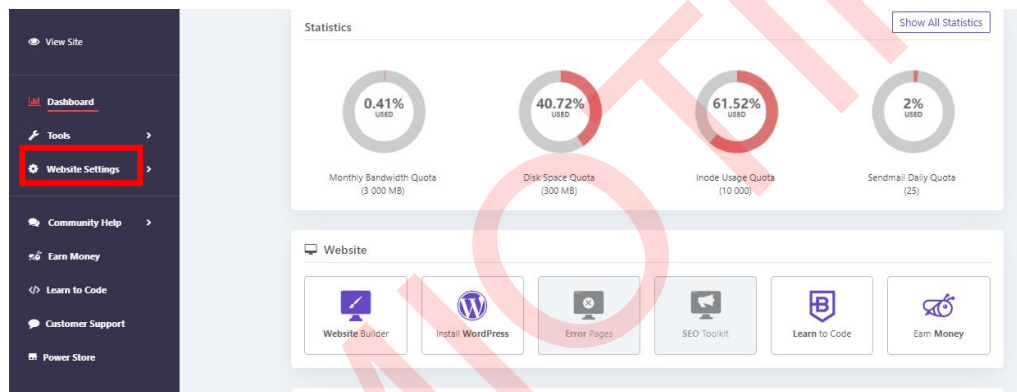 View Site
Dashboard
Tools
Website Settings
Community Help
Earn Money
Learn to Code
Customer Support
Power Store
Statistics
Show All Statistics
0.41%
USED
Monthly Bandwidth Quota
(3 000 MB)
40.72%
USED
Disk Space Quota
(300 MB)
61.52%
USED
Inode Usage Quota
(10 000)
2%
USED
Sendmail Daily Quota
(25)
Website
Website Builder
Install WordPress
Error Pages
SEO Toolkit
Learn to Code
Earn Money